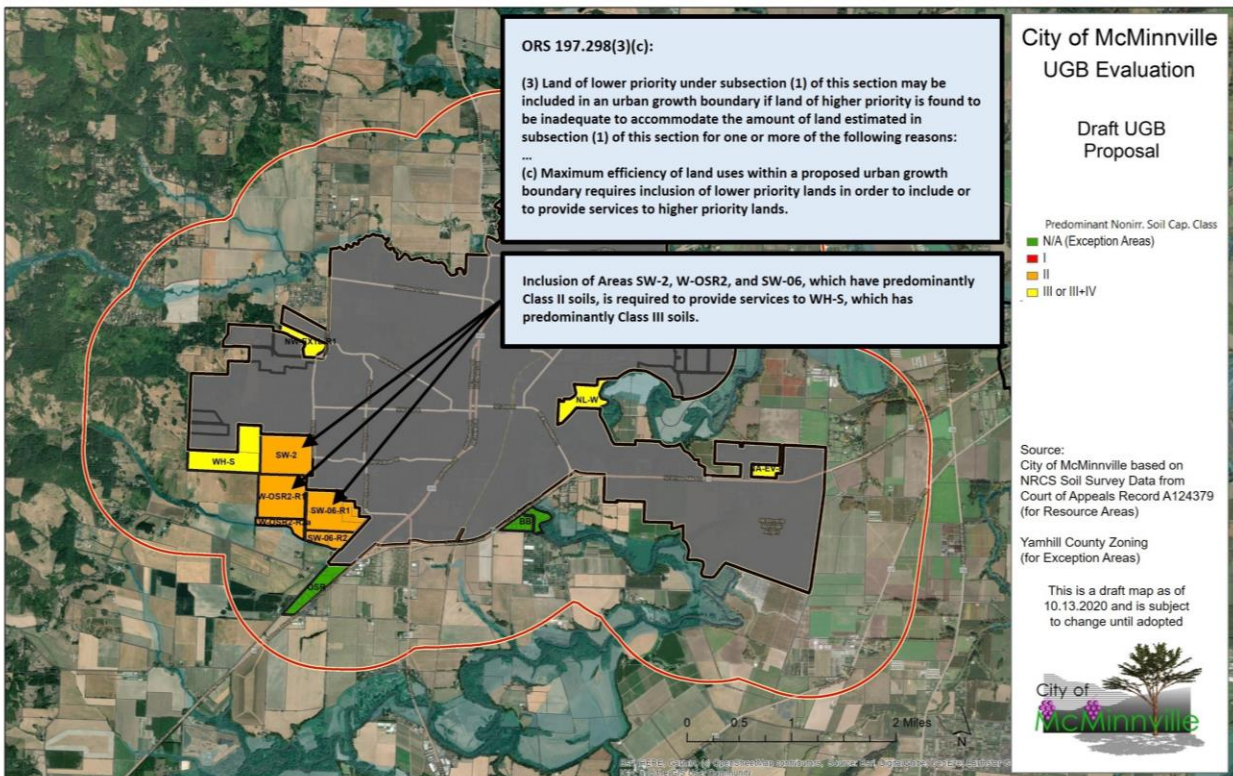 ORS 197.298(3)(c):
(3) Land of lower priority under subsection (1) of this section may be
included in an urban growth boundary if land of higher priority is found to
be inadequate to accommodate the amount of land estimated in
subsection (1) of this section for one or more of the following reasons:
...
(c) Maximum efficiency of land uses within a proposed urban growth
boundary requires inclusion of lower priority lands in order to include or
to provide services to higher priority lands.
Inclusion of Areas SW-2, W-OSR2, and SW-06, which have predominantly
Class II soils, is required to provide services to WH-S, which has
predominantly Class III soils.
NL-W
WH-S
SW-2
W-OSR2-R1
SW-06-R1
SW-06-R2
BB
OSR
0 0.5 1 2 Miles
N
City of McMinnville
UGB Evaluation
Draft UGB
Proposal
Predominant Nonirr. Soil Cap. Class
N/A (Exception Areas)
I
II
III or III+IV
Source:
City of McMinnville based on
NRCS Soil Survey Data from
Court of Appeals Record A124379
(for Resource Areas)
Yamhill County Zoning
(for Exception Areas)
This is a draft map as of
10.13.2020 and is subject
to change until adopted
City of
McMinnville